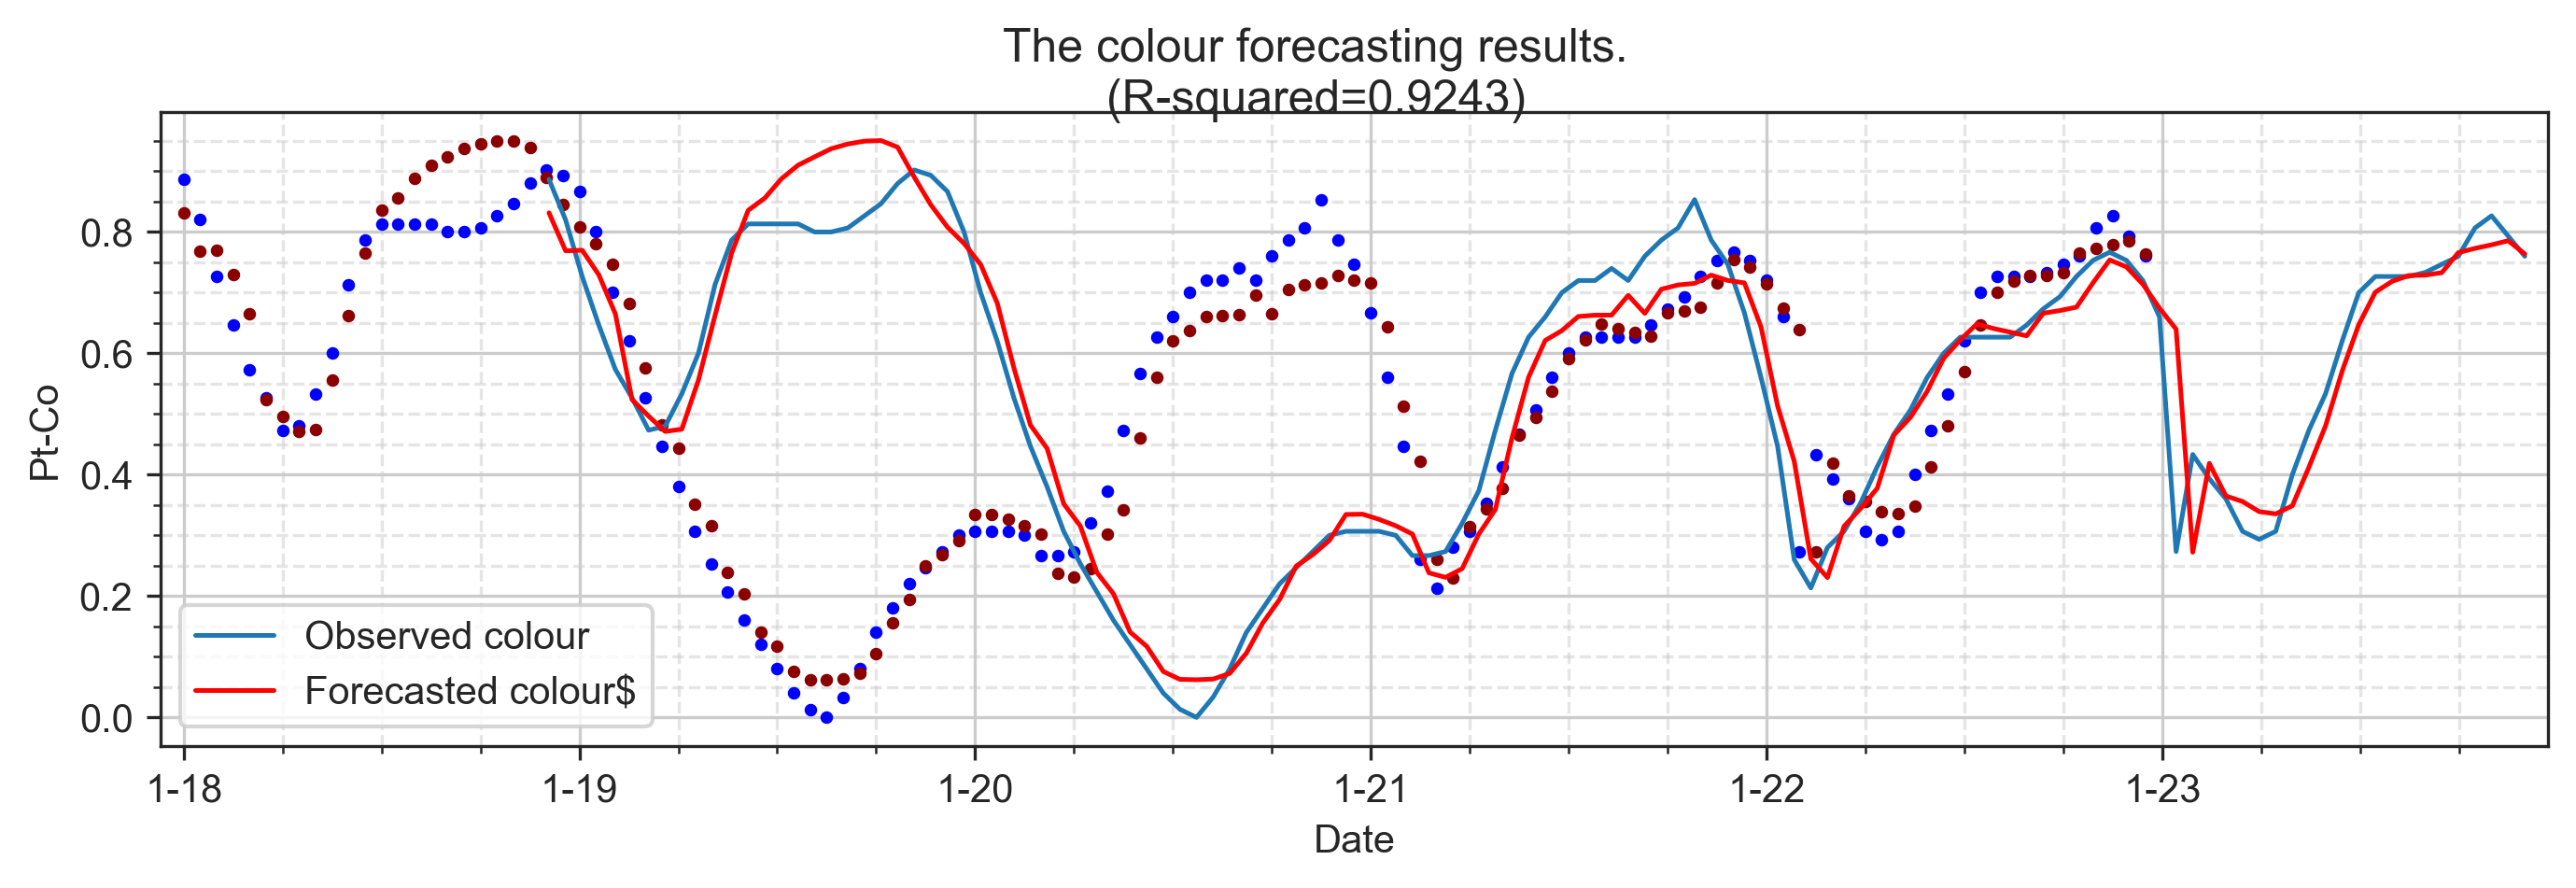 The colour forecasting results.
(R-squared=0.9243)
Pt-Co
0.8
0.6
0.4
0.2
0.0
Observed colour
Forecasted colour$
1-18
1-19
1-20
1-21
1-22
1-23
Date